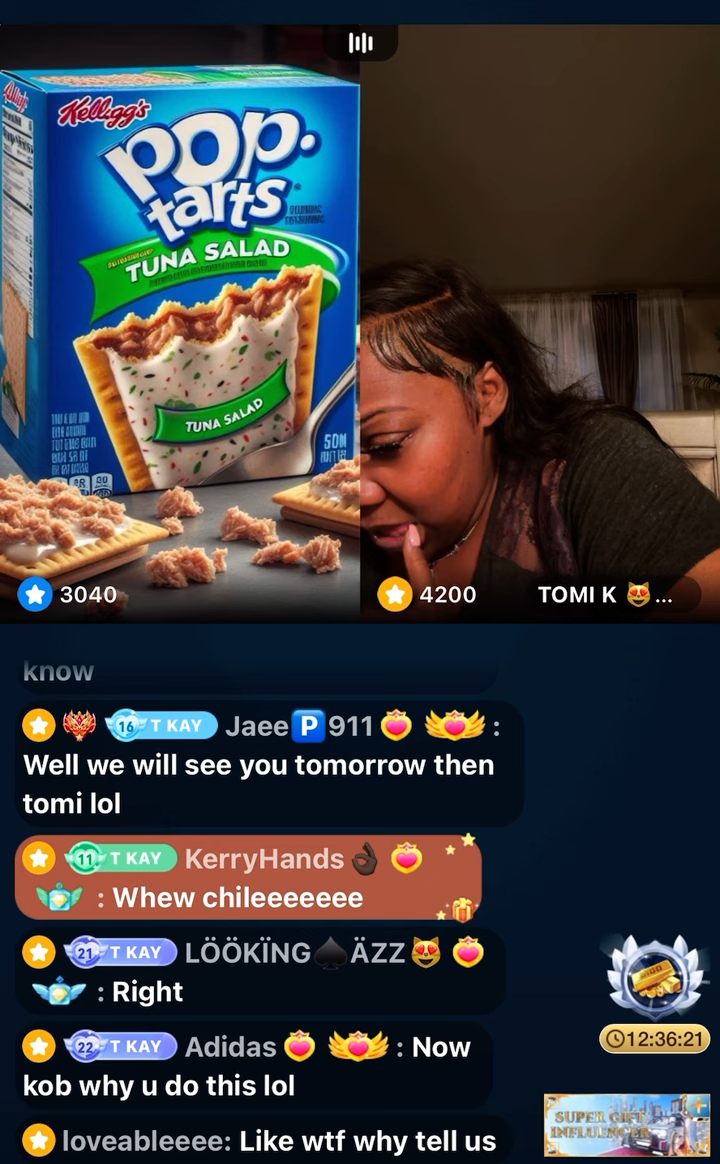 Kellogg's
pop.
tarts
TUNA SALAD
TUNA SALAD
3040
4200 TOMI K 😻...
know
16 T KAY Jaee🅿️911 :
Well we will see you tomorrow then
tomi lol
11 T KAY KerryHands👌🏿
: Whew chileeeeeee
21 T KAY LÖÖKÏNG♠️ÄZZ😻
: Right
22 T KAY Adidas : Now
kob why u do this lol
loveableeee: Like wtf why tell us
12:36:21
SUPER GIFT
INFLUENCER